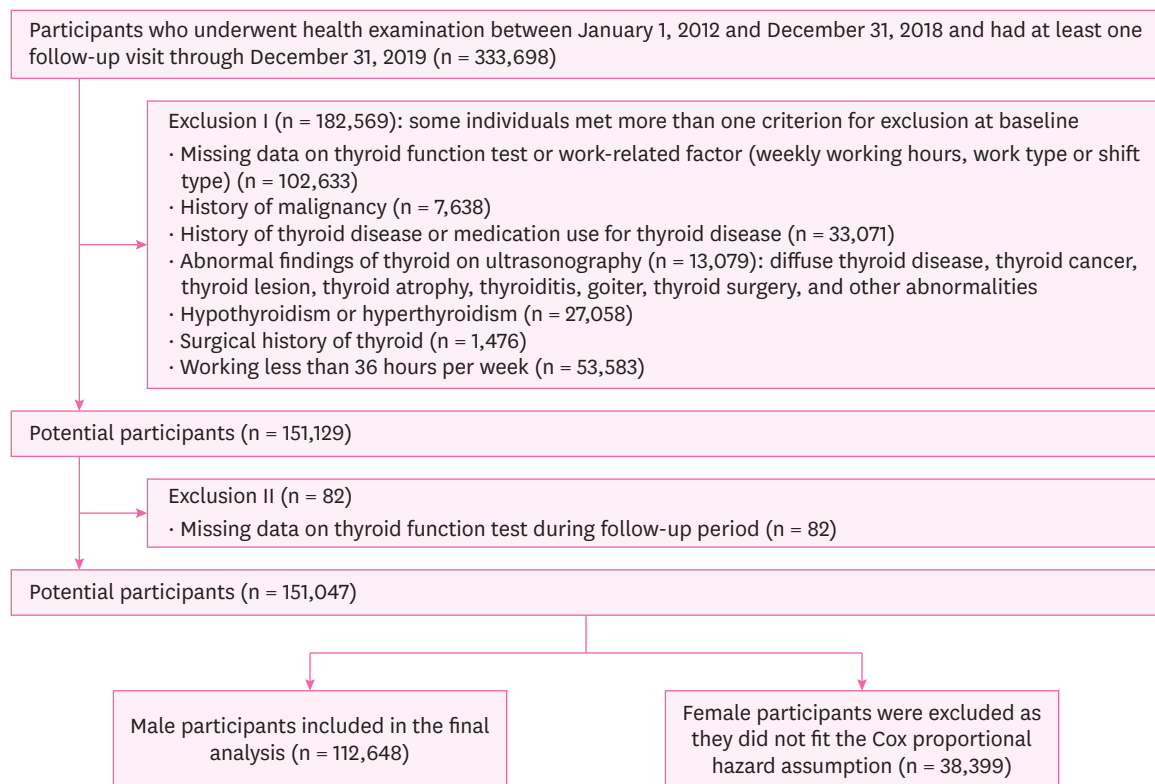 Participants who underwent health examination between January 1, 2012 and December 31, 2018 and had at least one
follow-up visit through December 31, 2019 (n = 333,698)
Exclusion I (n = 182,569): some individuals met more than one criterion for exclusion at baseline
· Missing data on thyroid function test or work-related factor (weekly working hours, work type or shift
type) (n = 102,633)
· History of malignancy (n = 7,638)
· History of thyroid disease or medication use for thyroid disease (n = 33,071)
· Abnormal findings of thyroid on ultrasonography (n = 13,079): diffuse thyroid disease, thyroid cancer,
thyroid lesion, thyroid atrophy, thyroiditis, goiter, thyroid surgery, and other abnormalities
· Hypothyroidism or hyperthyroidism (n = 27,058)
· Surgical history of thyroid (n = 1,476)
· Working less than 36 hours per week (n = 53,583)
Potential participants (n = 151,129)
Exclusion II (n = 82)
· Missing data on thyroid function test during follow-up period (n = 82)
Potential participants (n = 151,047)
Male participants included in the final
analysis (n = 112,648)
Female participants were excluded as
they did not fit the Cox proportional
hazard assumption (n = 38,399)